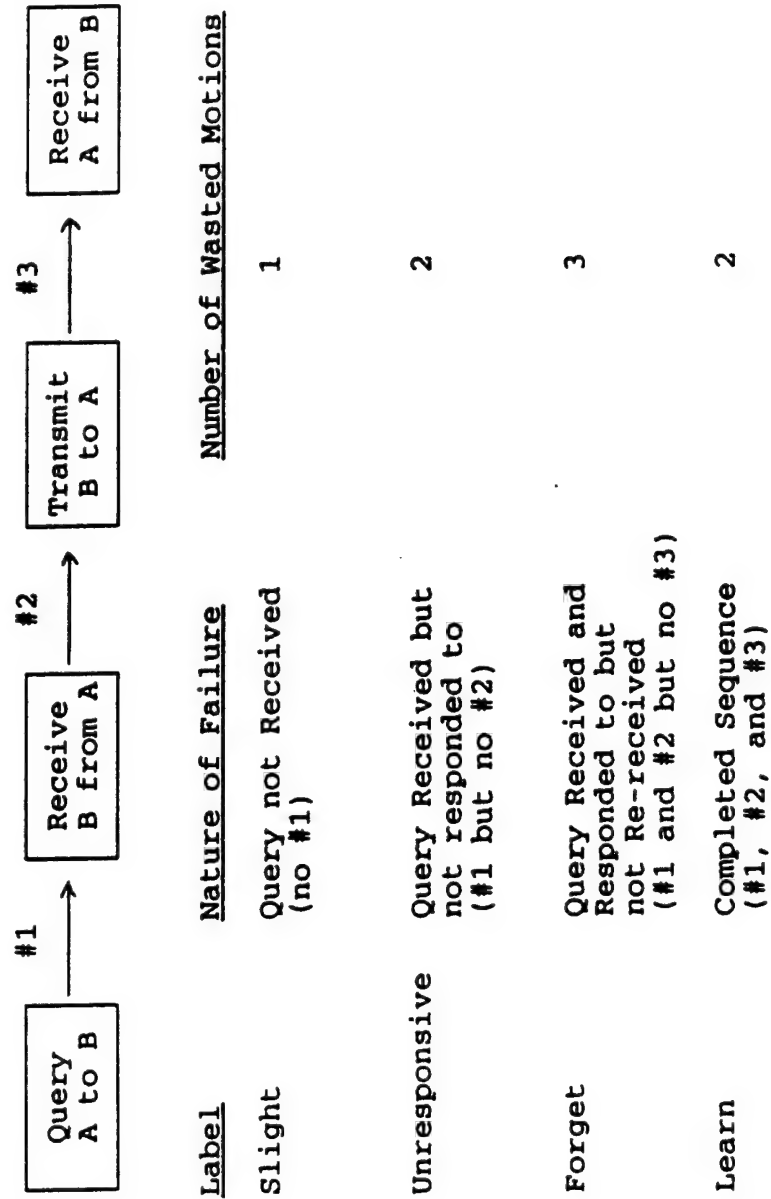 #1 #2 #3
Query Receive Transmit Receive
A to B B from A B to A A from B
Label Nature of Failure Number of Wasted Motions
Slight Query not Received 1
(no #1)
Unresponsive Query Received but 2
not responded to
(#1 but no #2)
Forget Query Received and 3
Responded to but
not Re-received
(#1 and #2 but no #3)
Learn Completed Sequence 2
(#1, #2, and #3)